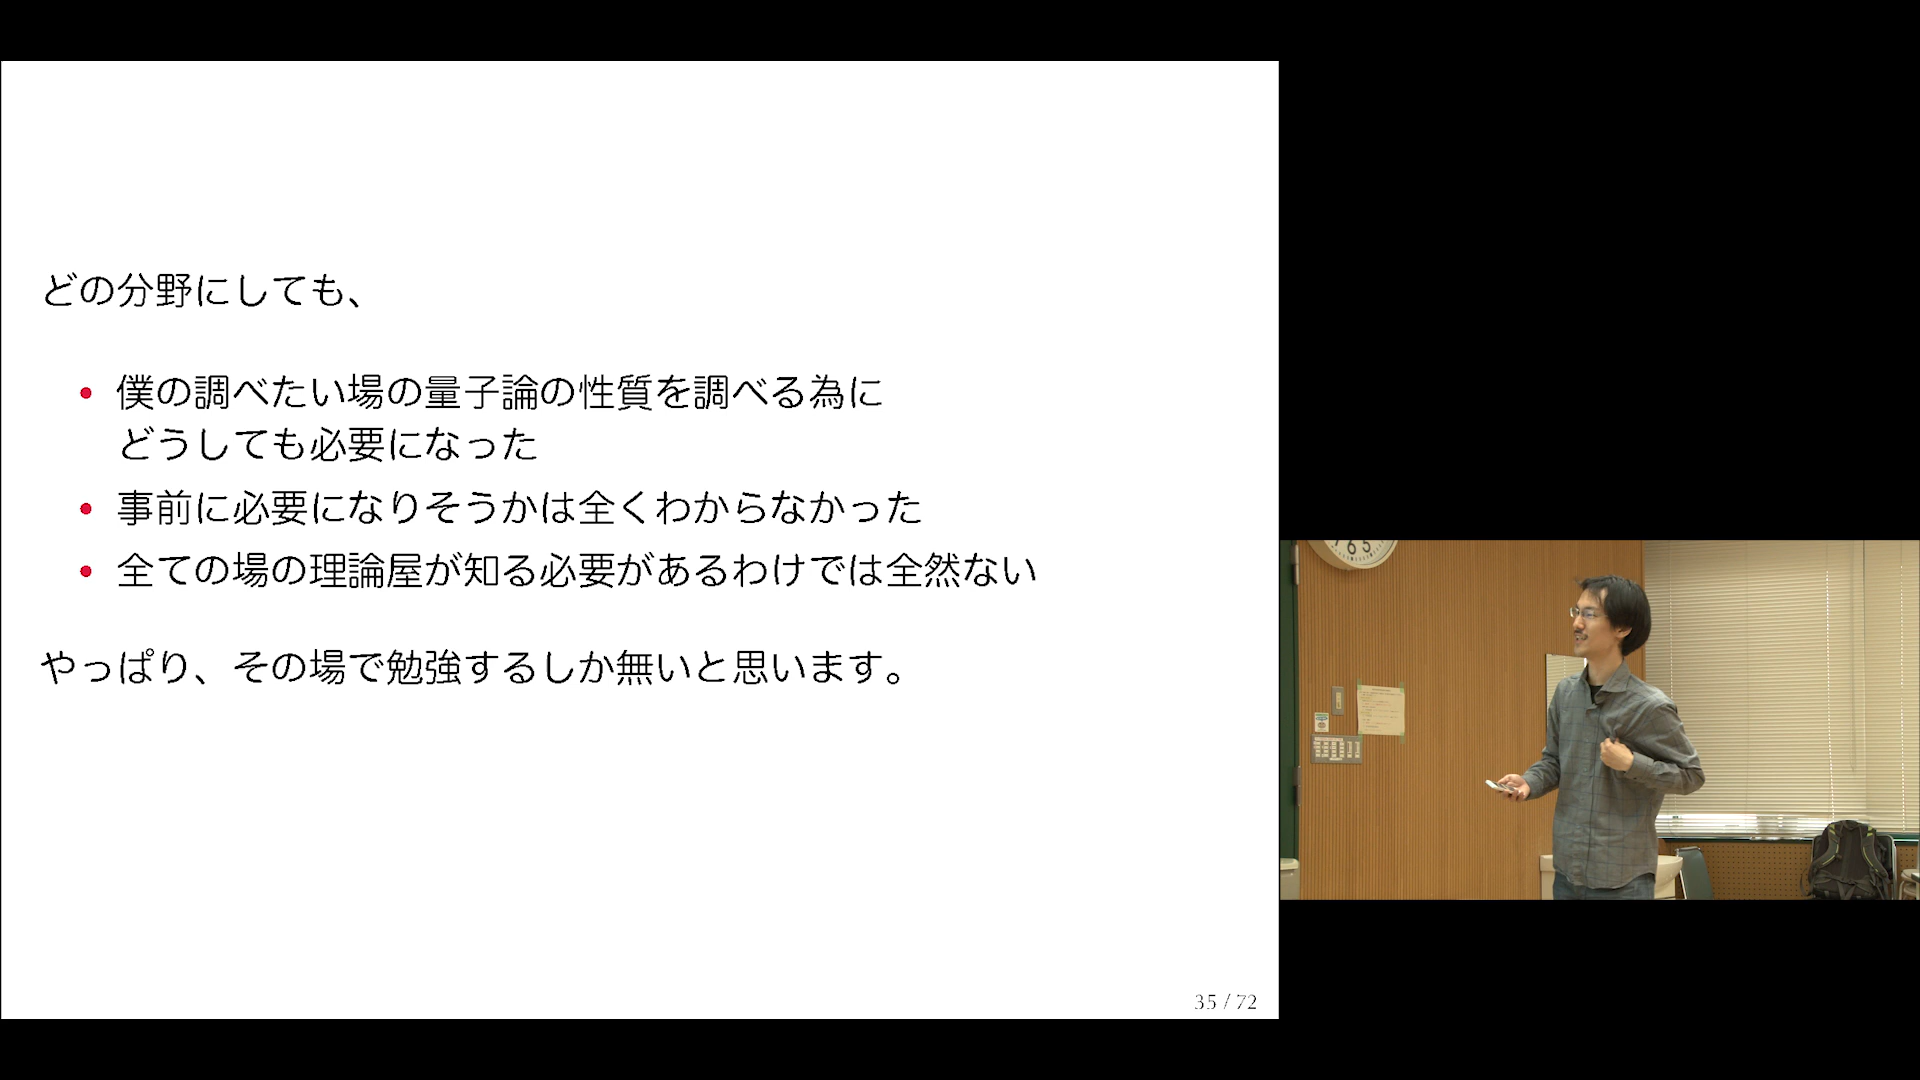 どの分野にしても、
• 僕の調べたい場の量子論の性質を調べる為に
どうしても必要になった
• 事前に必要になりそうかは全くわからなかった
• 全ての場の理論屋が知る必要があるわけでは全然ない
やっぱり、その場で勉強するしか無いと思います。
35 / 72
6 5